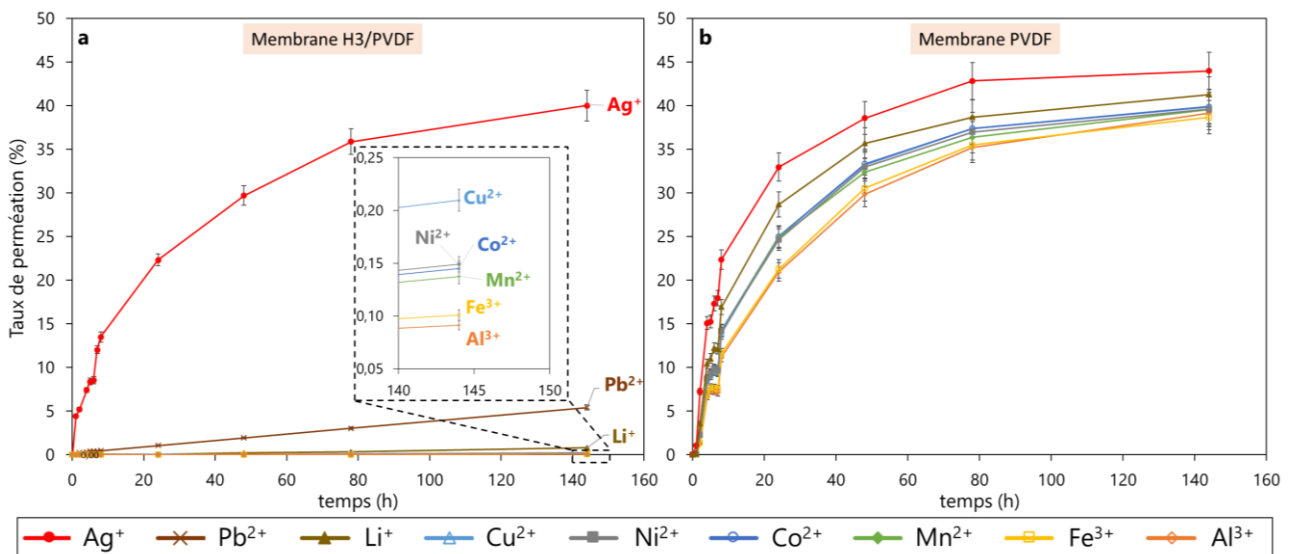 a
Membrane H3/PVDF
Taux de perméation (%)
50
45
40
35
30
25
20
15
10
5
0
0 20 40 60 80 100 120 140 160
temps (h)
Ag⁺
Pb²⁺
Li⁺
0,25
0,20
0,15
0,10
0,05
0,00
140 145 150
Cu²⁺
Ni²⁺
Co²⁺
Mn²⁺
Fe³⁺
Al³⁺
b
Membrane PVDF
50
45
40
35
30
25
20
15
10
5
0
0 20 40 60 80 100 120 140 160
temps (h)
Ag⁺ Pb²⁺ Li⁺ Cu²⁺ Ni²⁺ Co²⁺ Mn²⁺ Fe³⁺ Al³⁺